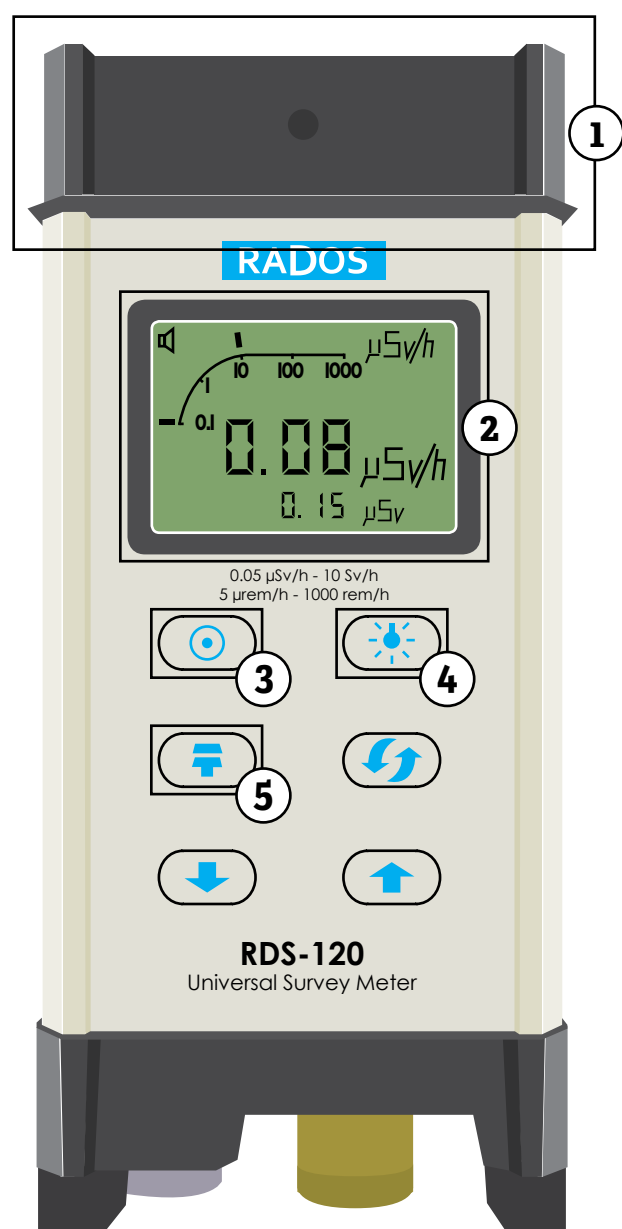 1
RADOS
µSv/h
10 100 1000
1
0.1
0.08 µSv/h
0.15 µSv
2
0.05 µSv/h - 10 Sv/h
5 µrem/h - 1000 rem/h
3
4
5
RDS-120
Universal Survey Meter